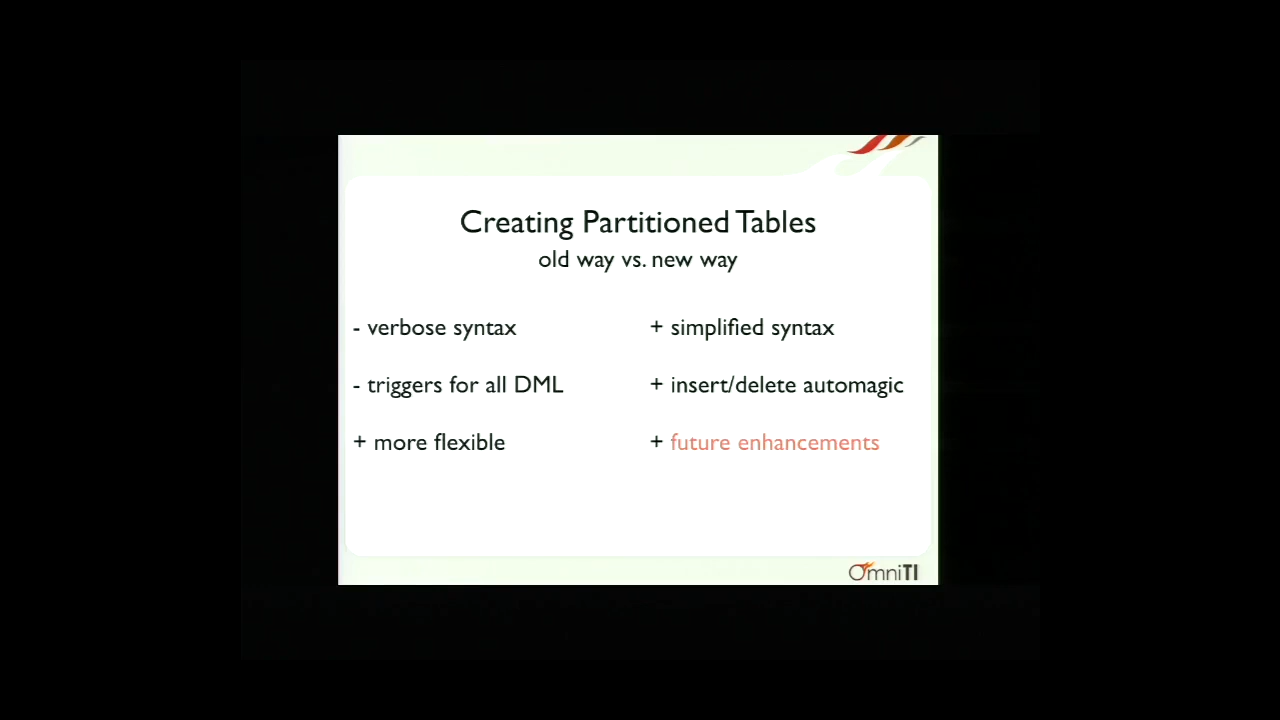 Creating Partitioned Tables
old way vs. new way
- verbose syntax
+ simplified syntax
- triggers for all DML
+ insert/delete automagic
+ more flexible
+ future enhancements
OmniTI